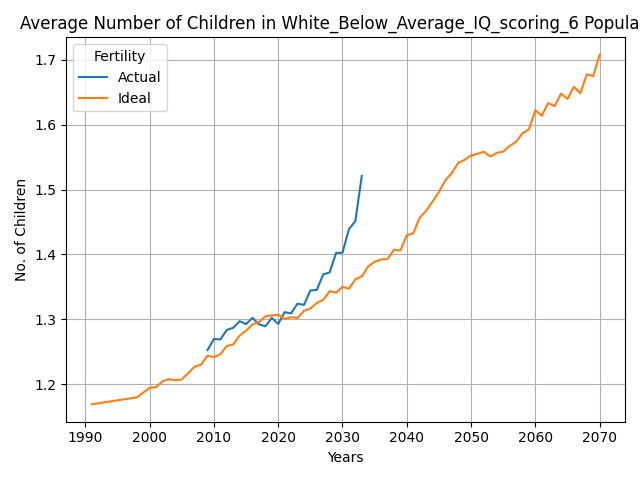 Average Number of Children in White_Below_Average_IQ_scoring_6 Popula
Fertility
Actual
Ideal
1.7
1.6
1.5
1.4
1.3
1.2
No. of Children
1990 2000 2010 2020 2030 2040 2050 2060 2070
Years